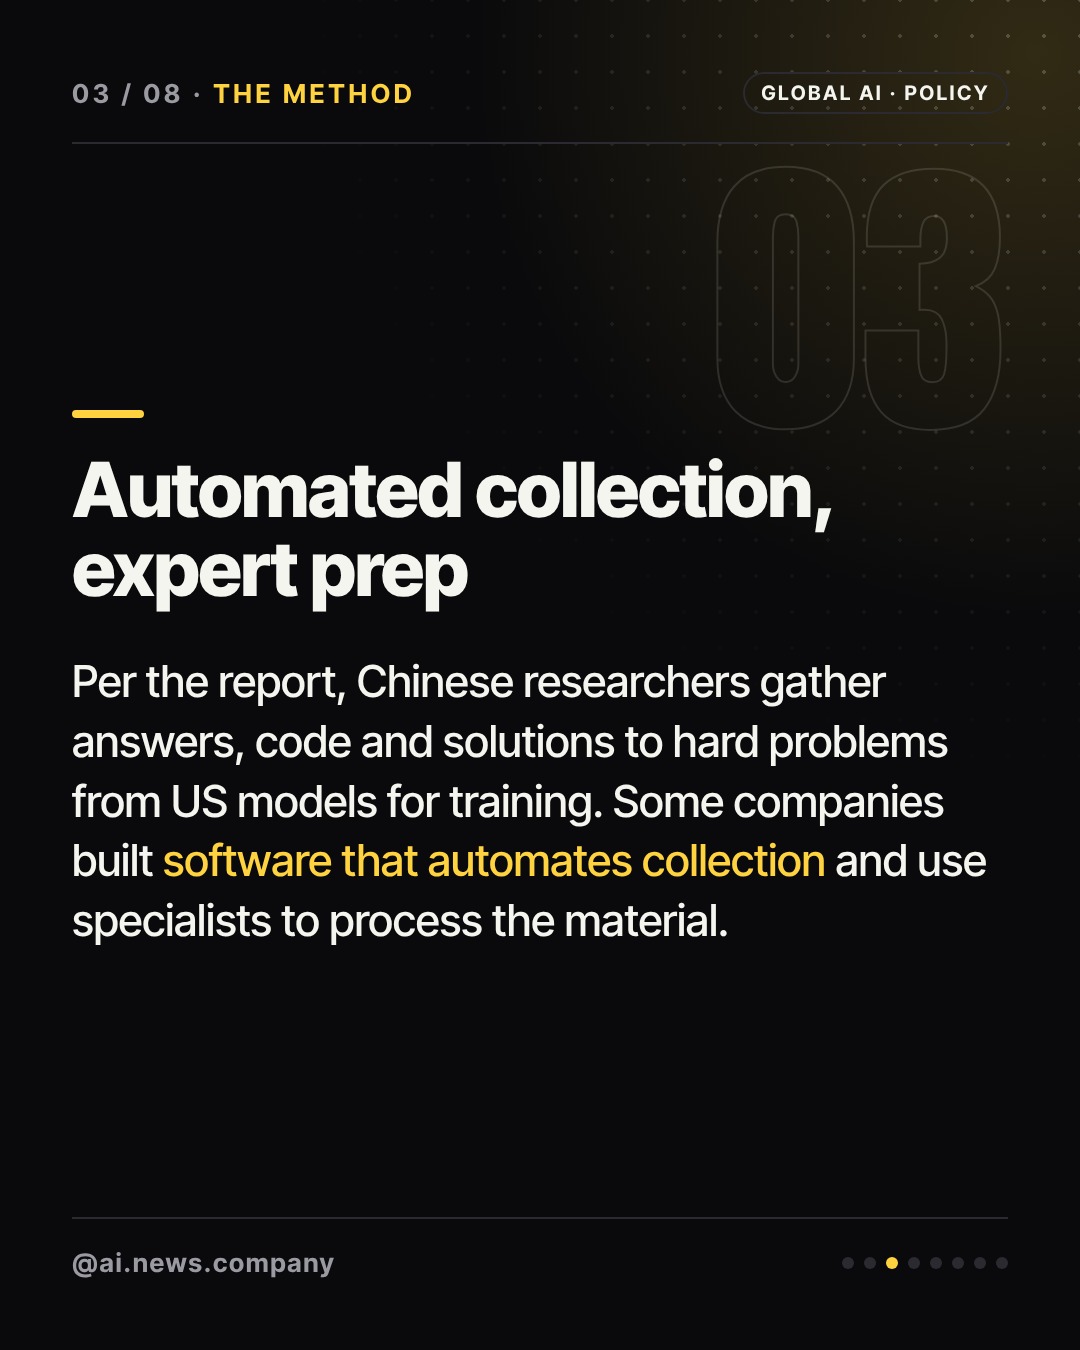 03 / 08 · THE METHOD
GLOBAL AI · POLICY
03
Automated collection,
expert prep
Per the report, Chinese researchers gather
answers, code and solutions to hard problems
from US models for training. Some companies
built software that automates collection and use
specialists to process the material.
@ai.news.company